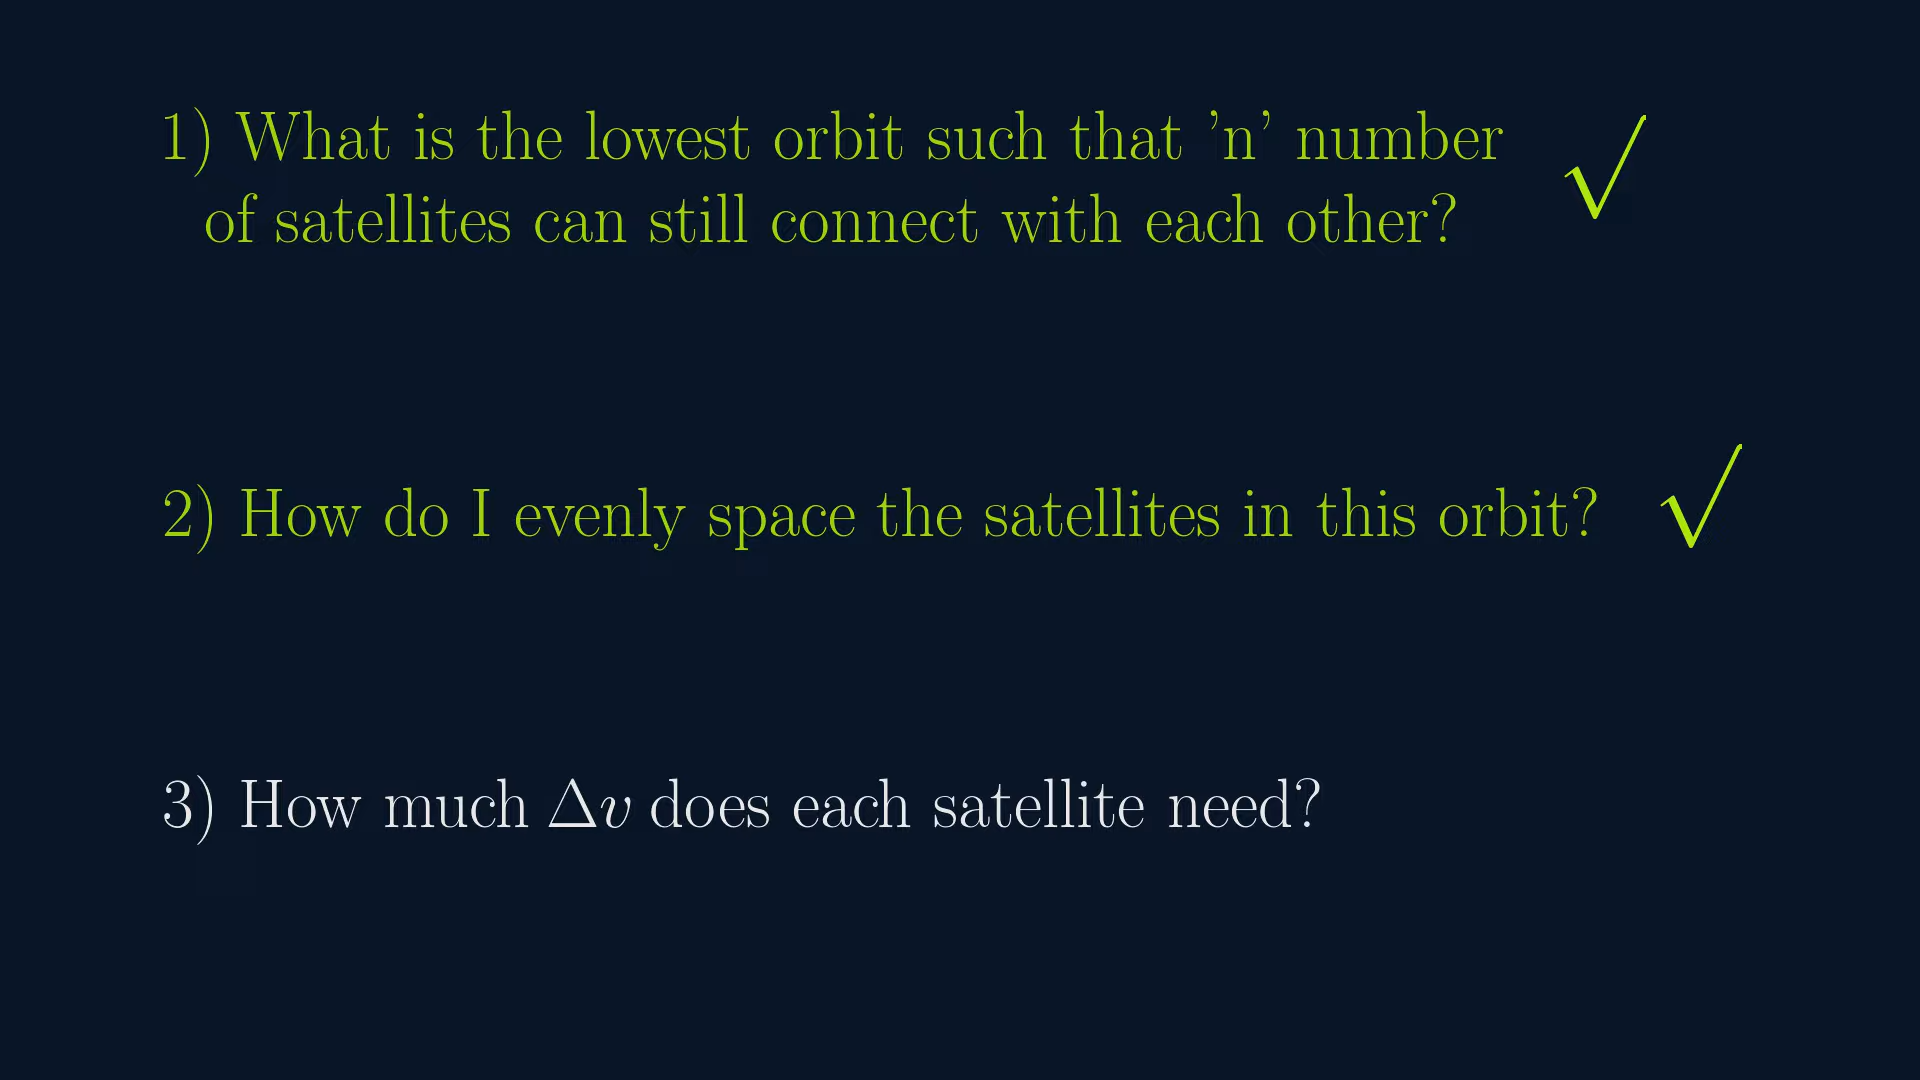 1) What is the lowest orbit such that ’n’ number
of satellites can still connect with each other?
2) How do I evenly space the satellites in this orbit?
3) How much Δv does each satellite need?